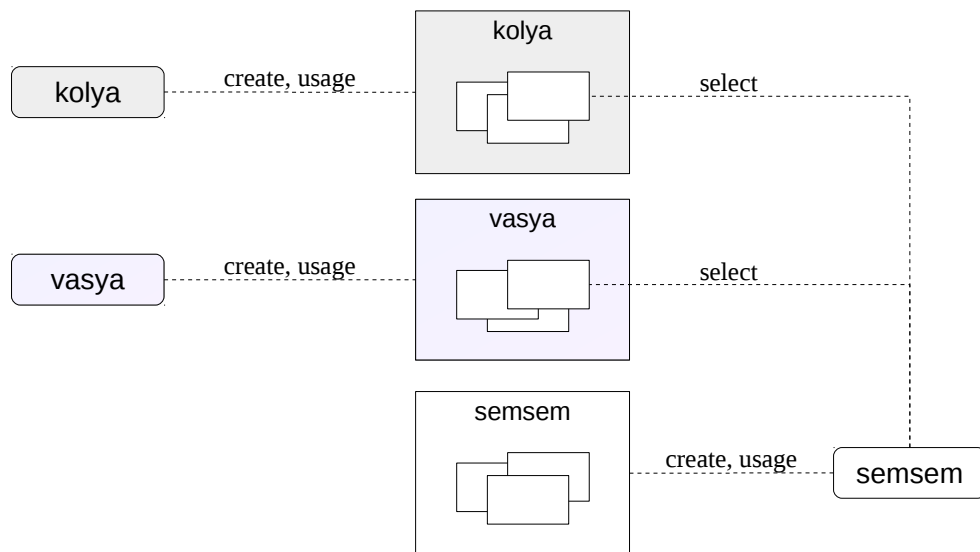 kolya
kolya
create, usage
select
vasya
vasya
create, usage
select
semsem
create, usage
semsem